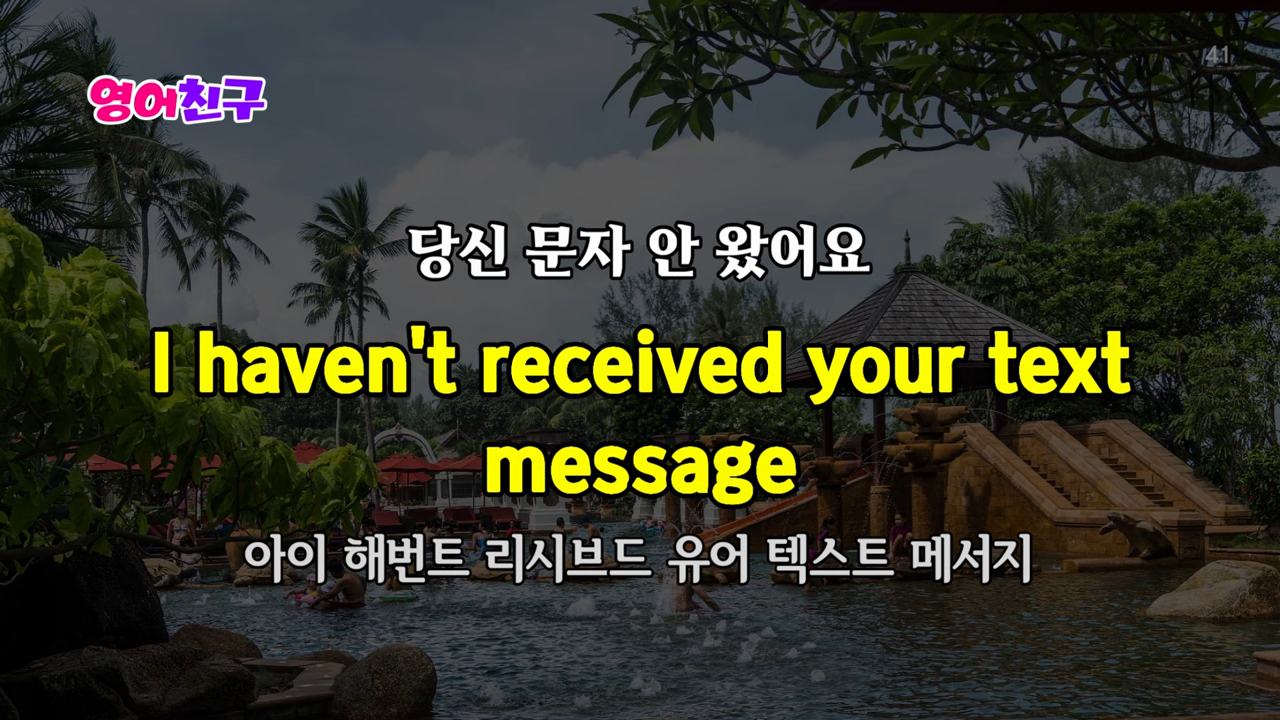 41
영어친구
당신 문자 안 왔어요
I haven't received your text
message
아이 해번트 리시브드 유어 텍스트 메서지